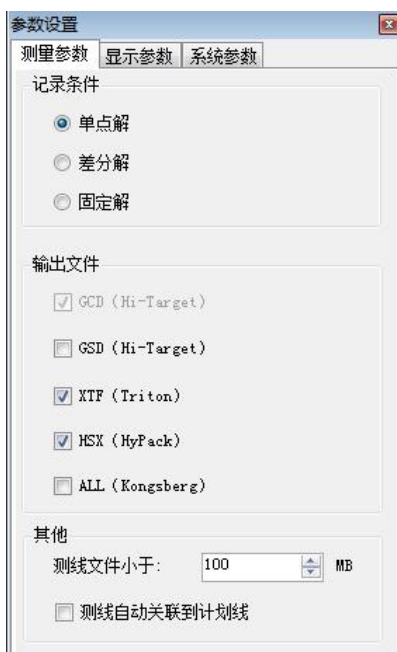 参数设置
测量参数 显示参数 系统参数
记录条件
单点解
差分解
固定解
输出文件
GCD (Hi-Target)
GSD (Hi-Target)
XTF (Triton)
HSX (HyPack)
ALL (Kongsberg)
其他
测线文件小于: 100 MB
测线自动关联到计划线